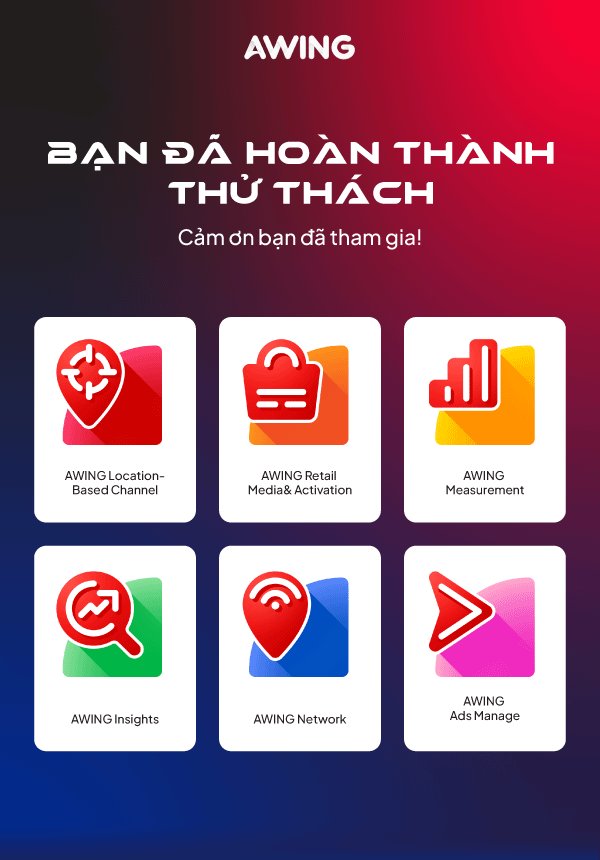 AWING
BẠN ĐÃ HOÀN THÀNH
THỬ THÁCH
Cảm ơn bạn đã tham gia!
AWING Location-
Based Channel
AWING Retail
Media& Activation
AWING
Measurement
AWING Insights
AWING Network
AWING
Ads Manage